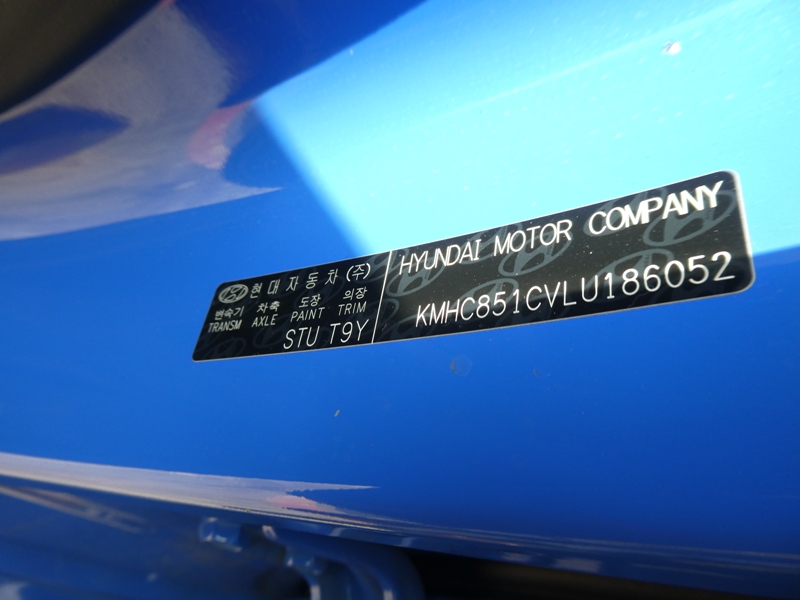 현대자동차(주)
변속기 차축 도장 의장
TRANSM AXLE PAINT TRIM
STU T9Y
HYUNDAI MOTOR COMPANY
KMHC851CVLU186052